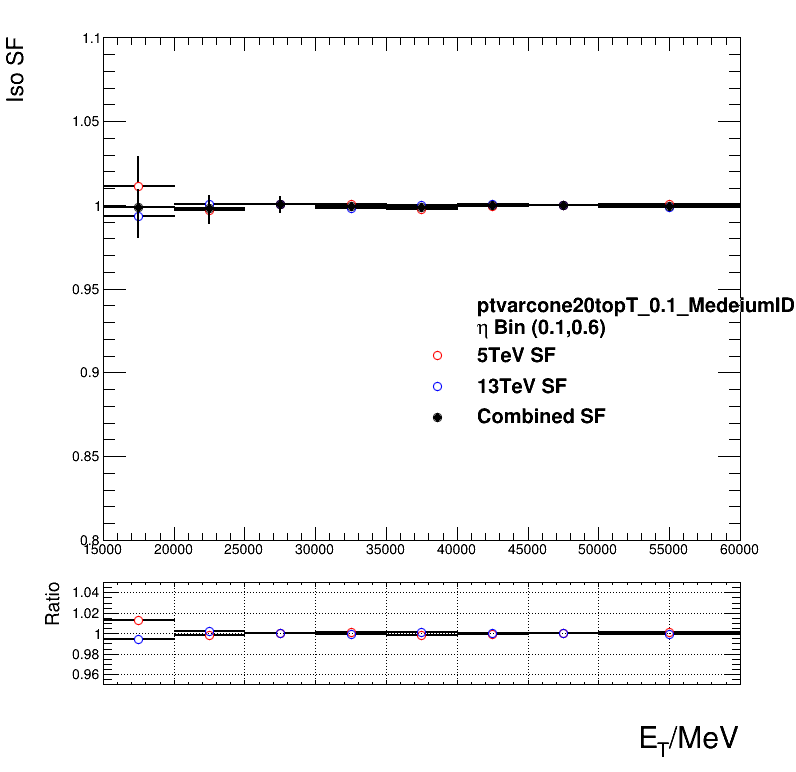 Iso SF
1.1
1.05
1
0.95
0.9
0.85
0.8
ptvarcone20topT_0.1_MedeiumID
η Bin (0.1,0.6)
5TeV SF
13TeV SF
Combined SF
15000 20000 25000 30000 35000 40000 45000 50000 55000 60000
Ratio
1.04
1.02
1
0.98
0.96
E_T/MeV